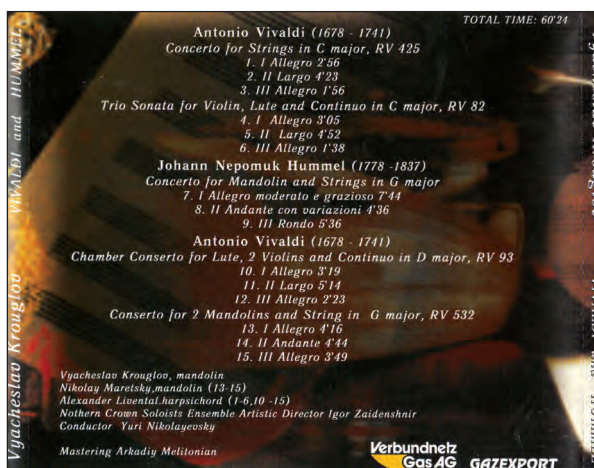 TOTAL TIME: 60'24
Antonio Vivaldi (1678 - 1741)
Concerto for Strings in C major, RV 425
1. I Allegro 2'56
2. II Largo 4'23
3. III Allegro 1'56
Trio Sonata for Violin, Lute and Continuo in C major, RV 82
4. I Allegro 3'05
5. II Largo 4'52
6. III Allegro 1'38
Johann Nepomuk Hummel (1778 -1837)
Concerto for Mandolin and Strings in G major
7. I Allegro moderato e grazioso 7'44
8. II Andante con variazioni 4'36
9. III Rondo 5'36
Antonio Vivaldi (1678 - 1741)
Chamber Conserto for Lute, 2 Violins and Continuo in D major, RV 93
10. I Allegro 3'19
11. II Largo 5'14
12. III Allegro 2'23
Conserto for 2 Mandolins and String in G major, RV 532
13. I Allegro 4'16
14. II Andante 4'44
15. III Allegro 3'49
Vyacheslav Krouglov, mandolin
Nikolay Maretsky,mandolin (13-15)
Alexander Livental,harpsichord (1-6,10 -15)
Nothern Crown Soloists Ensemble Artistic Director Igor Zaidenshnir
Conductor Yuri Nikolayevsky
Mastering Arkadiy Melitonian
Verbundnetz
Gas AG
GAZEXPORT
Vyacheslav Krouglov VIVALDI and HUMMEL